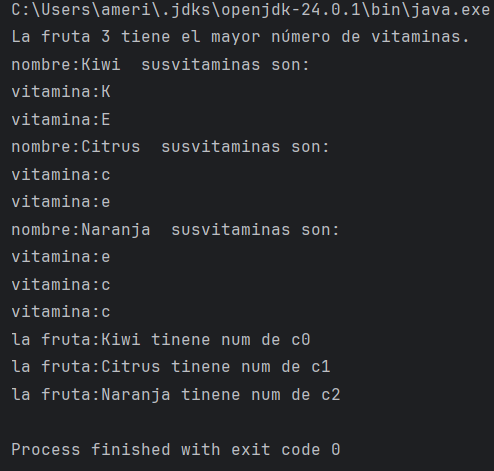 C:\Users\ameri\.jdks\openjdk-24.0.1\bin\java.exe
La fruta 3 tiene el mayor número de vitaminas.
nombre:Kiwi  susvitaminas son:
vitamina:K
vitamina:E
nombre:Citrus  susvitaminas son:
vitamina:c
vitamina:e
nombre:Naranja  susvitaminas son:
vitamina:e
vitamina:c
vitamina:c
la fruta:Kiwi tinene num de c0
la fruta:Citrus tinene num de c1
la fruta:Naranja tinene num de c2
Process finished with exit code 0